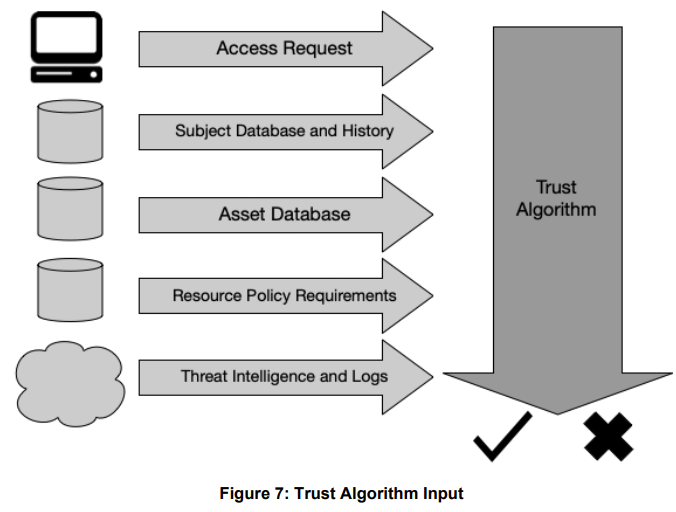 Access Request
Subject Database and History
Asset Database
Resource Policy Requirements
Threat Intelligence and Logs
Trust
Algorithm
Figure 7: Trust Algorithm Input